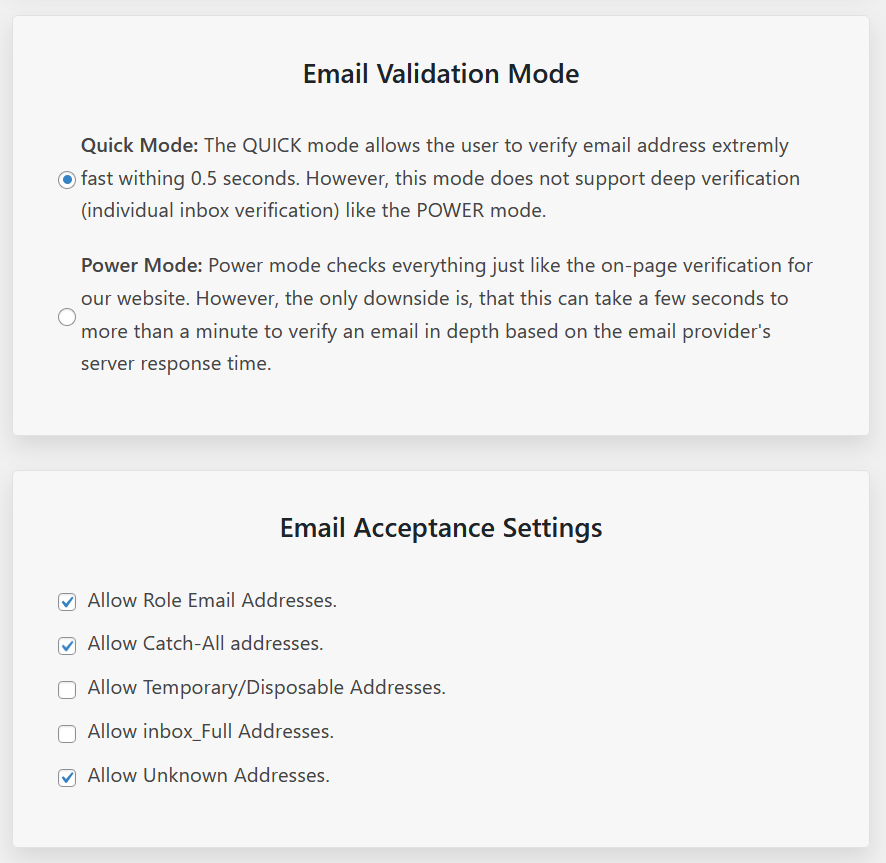 Email Validation Mode
Quick Mode: The QUICK mode allows the user to verify email address extremly
fast withing 0.5 seconds. However, this mode does not support deep verification
(individual inbox verification) like the POWER mode.
Power Mode: Power mode checks everything just like the on-page verification for
our website. However, the only downside is, that this can take a few seconds to
more than a minute to verify an email in depth based on the email provider's
server response time.
Email Acceptance Settings
Allow Role Email Addresses.
Allow Catch-All addresses.
Allow Temporary/Disposable Addresses.
Allow inbox_Full Addresses.
Allow Unknown Addresses.